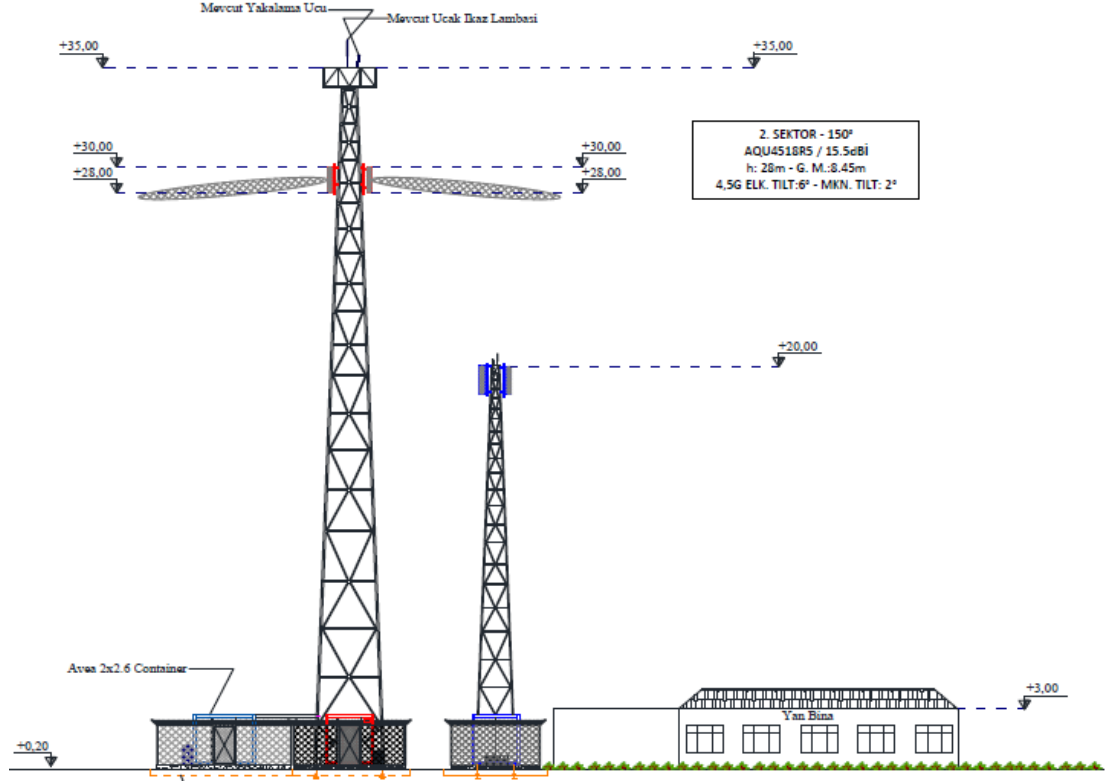 Mevcut Yakalama Ucu
Mevcut Ucak Ikaz Lambasi
+35,00
+35,00
2. SEKTOR - 150°
AQU4518R5 / 15.5dBİ
h: 28m - G. M.:8.45m
4,5G ELK. TILT:6° - MKN. TILT: 2°
+30,00
+30,00
+28,00
+28,00
+20,00
Avea 2x2.6 Container
+3,00
Yan Bina
+0,20